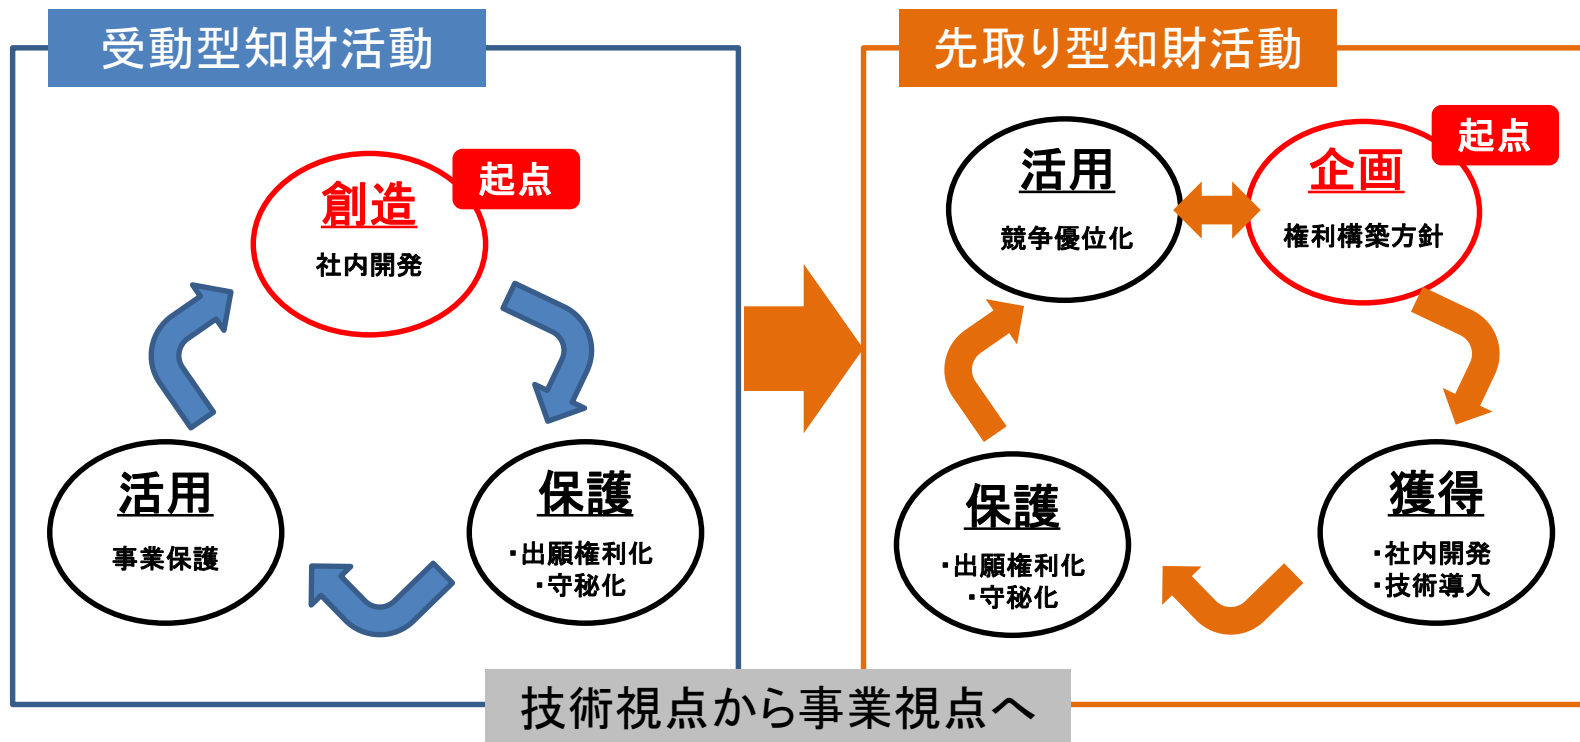 受動型知財活動
起点
創造
社内開発
保護
・出願権利化
・守秘化
活用
事業保護
先取り型知財活動
活用
競争優位化
起点
企画
権利構築方針
獲得
・社内開発
・技術導入
保護
・出願権利化
・守秘化
技術視点から事業視点へ